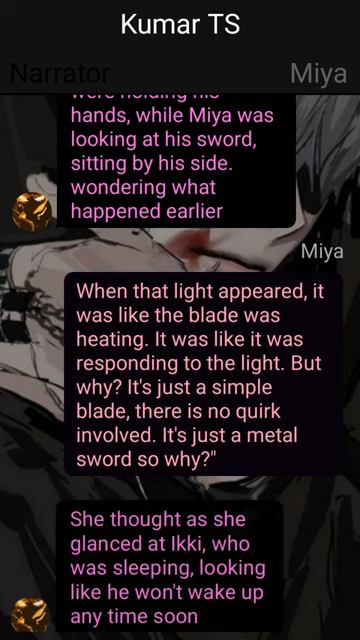 Kumar TS
Narrator
Miya
were holding his
hands, while Miya was
looking at his sword,
sitting by his side.
wondering what
happened earlier
Miya
When that light appeared, it
was like the blade was
heating. It was like it was
responding to the light. But
why? It's just a simple
blade, there is no quirk
involved. It's just a metal
sword so why?"
She thought as she
glanced at Ikki, who
was sleeping, looking
like he won't wake up
any time soon